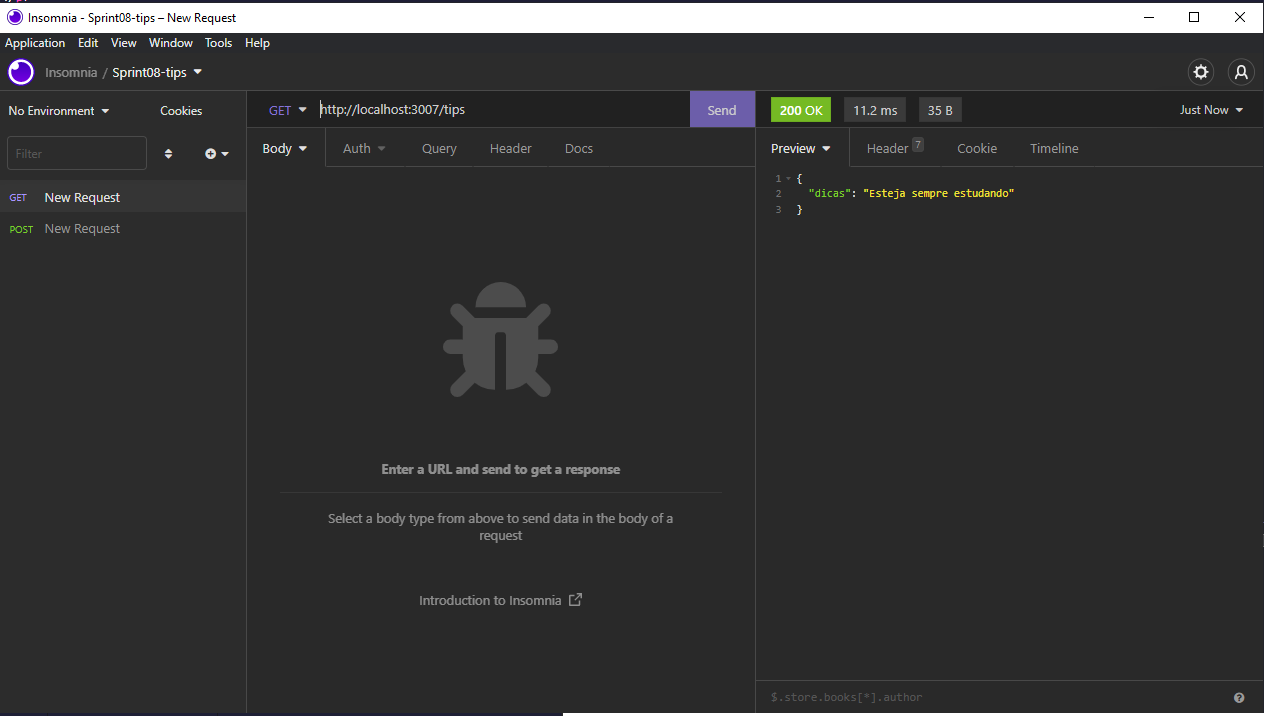 Insomnia - Sprint08-tips – New Request
Application Edit View Window Tools Help
Insomnia / Sprint08-tips
No Environment Cookies
GET http://localhost:3007/tips Send
200 OK 11.2 ms 35 B Just Now
Filter
Body Auth Query Header Docs
Preview Header 7 Cookie Timeline
GET New Request
POST New Request
1 {
2 "dicas": "Esteja sempre estudando"
3 }
Enter a URL and send to get a response
Select a body type from above to send data in the body of a
request
Introduction to Insomnia
$.store.books[*].author